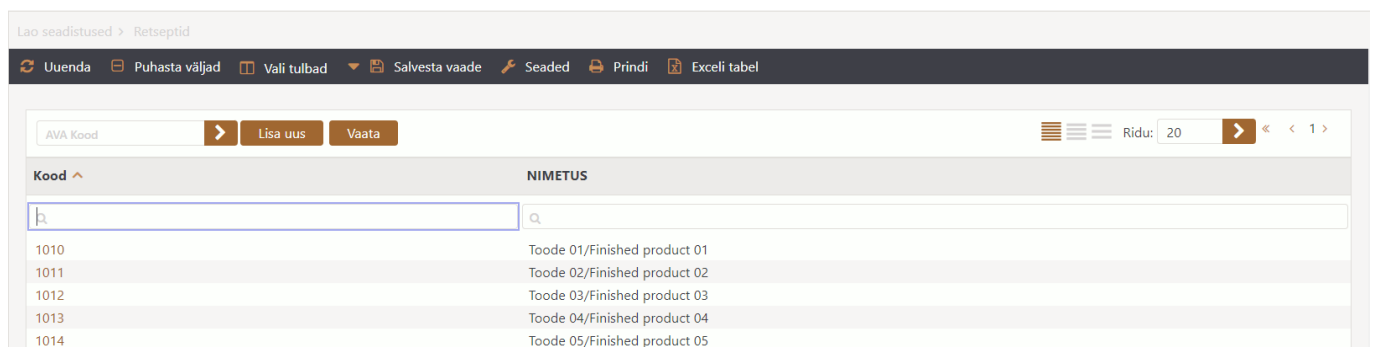 Lao seadistused > Retseptid
Uuenda Puhasta väljad Vali tulbad Salvesta vaade Seaded Prindi Exceli tabel
AVA Kood Lisa uus Vaata Ridu: 20 « < 1 >
Kood NIMETUS
1010 Toode 01/Finished product 01
1011 Toode 02/Finished product 02
1012 Toode 03/Finished product 03
1013 Toode 04/Finished product 04
1014 Toode 05/Finished product 05